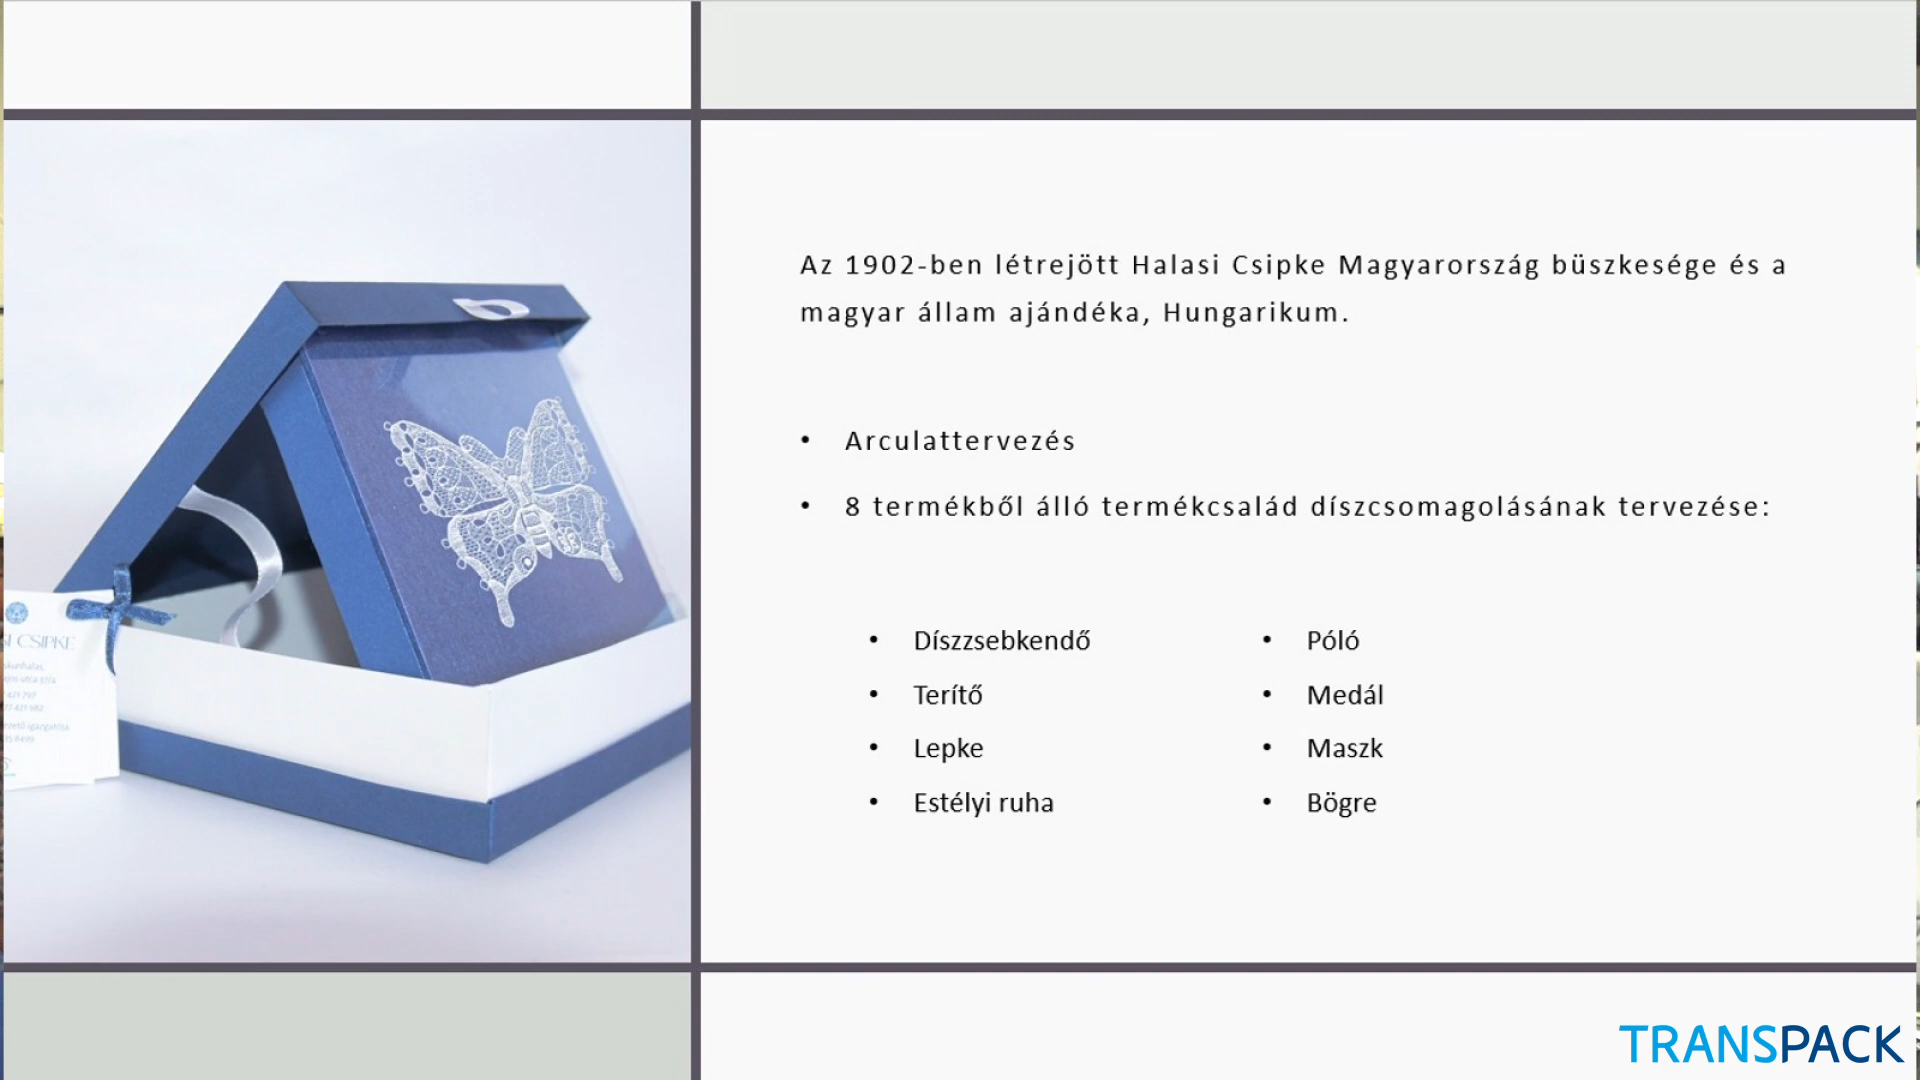 Az 1902-ben létrejött Halasi Csipke Magyarország büszkesége és a
magyar állam ajándéka, Hungarikum.
• Arculattervezés
• 8 termékből álló termékcsalád díszcsomagolásának tervezése:
• Díszzsebkendő
• Terítő
• Lepke
• Estélyi ruha
• Póló
• Medál
• Maszk
• Bögre
CSIPKE
TRANSPACK